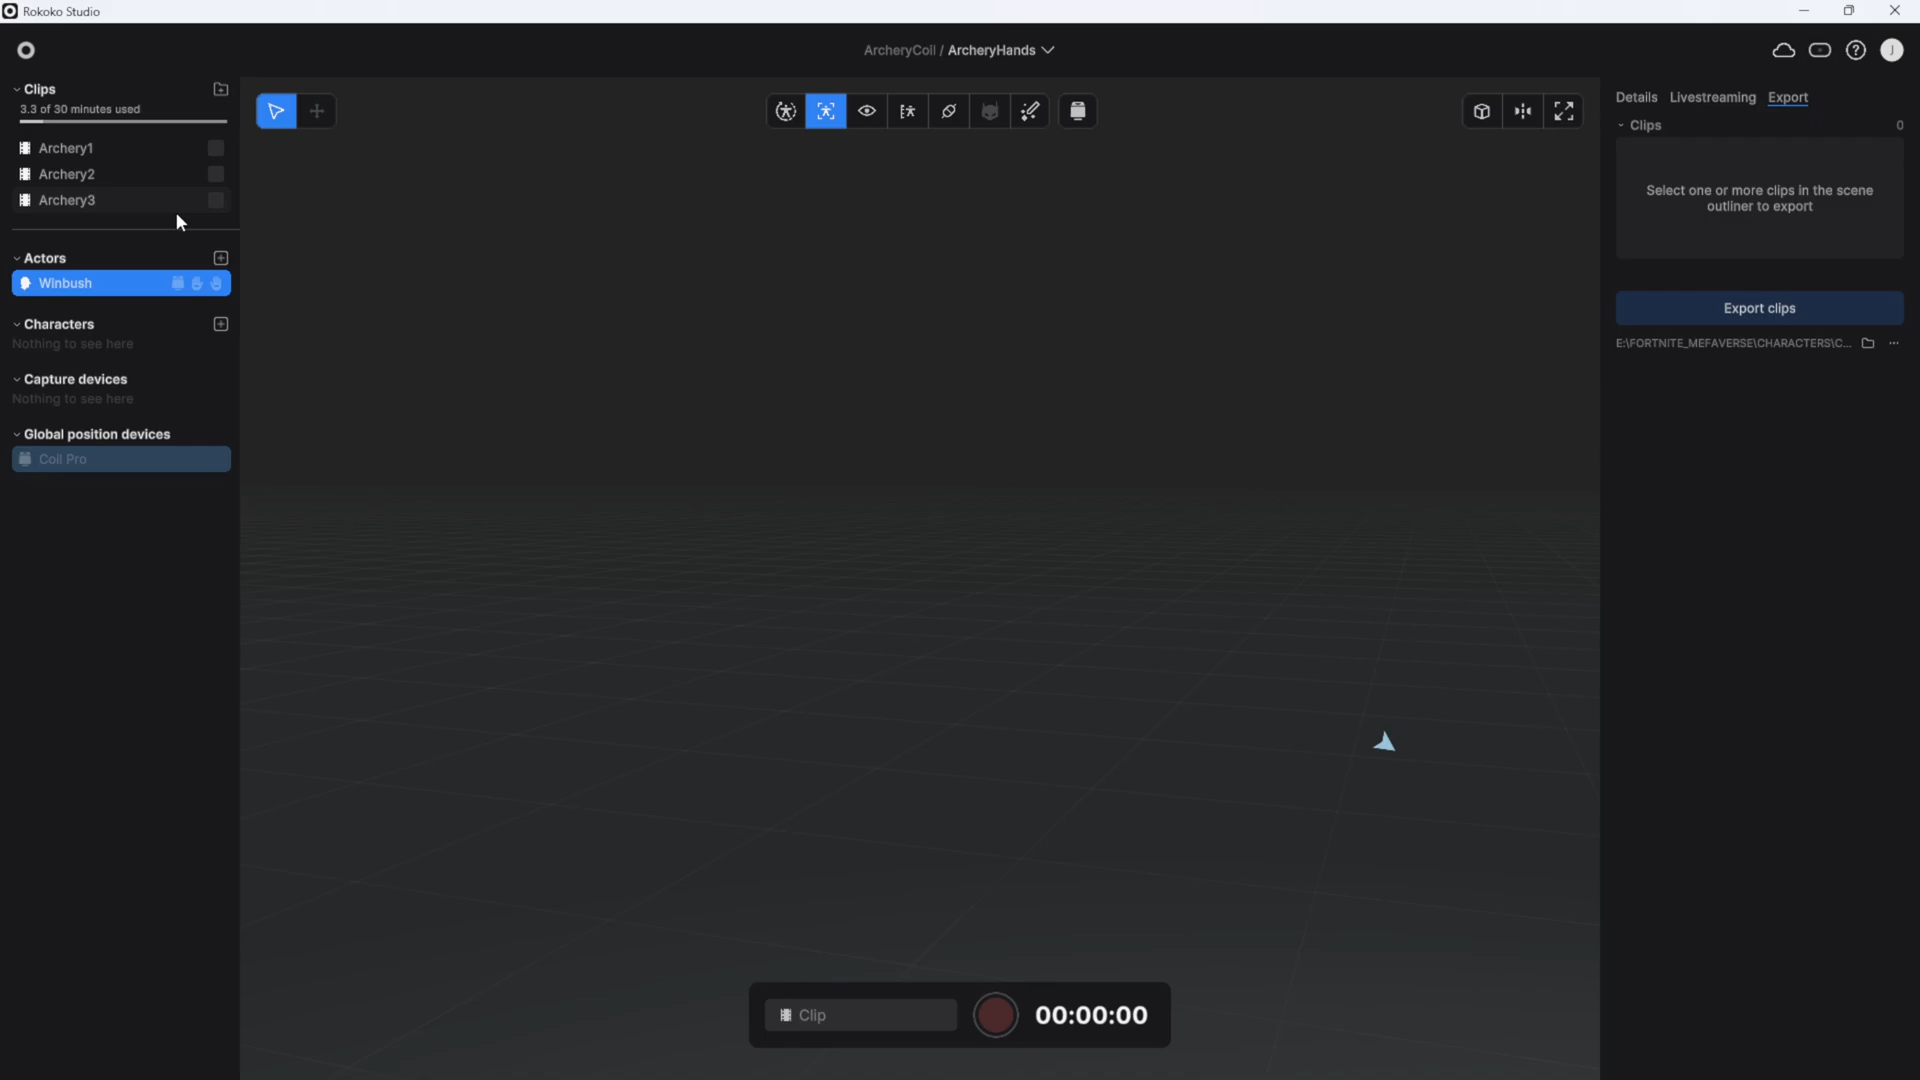 Rokoko Studio
ArcheryColl / ArcheryHands
J
Clips
3.3 of 30 minutes used
Archery1
Archery2
Archery3
Actors
Winbush
Characters
Nothing to see here
Capture devices
Nothing to see here
Global position devices
Coil Pro
Details Livestreaming Export
Clips 0
Select one or more clips in the scene
outliner to export
Export clips
E:\FORTNITE_MEFAVERSE\CHARACTERS\C...
Clip
00:00:00